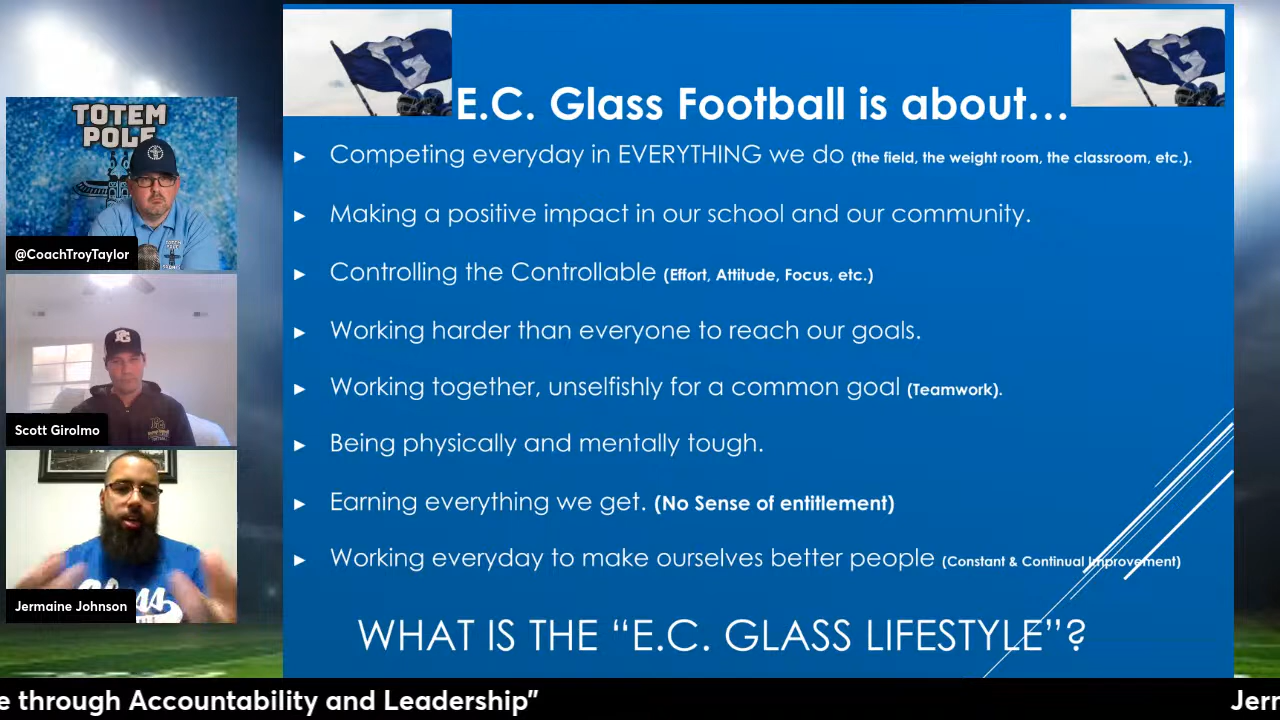 TOTEM
POLE
@CoachTroyTaylor
Scott Girolmo
Glass
Jermaine Johnson
G
G
E.C. Glass Football is about…
► Competing everyday in EVERYTHING we do (the field, the weight room, the classroom, etc.).
► Making a positive impact in our school and our community.
► Controlling the Controllable (Effort, Attitude, Focus, etc.)
► Working harder than everyone to reach our goals.
► Working together, unselfishly for a common goal (Teamwork).
► Being physically and mentally tough.
► Earning everything we get. (No Sense of entitlement)
► Working everyday to make ourselves better people (Constant & Continual Improvement)
WHAT IS THE “E.C. GLASS LIFESTYLE”?
e through Accountability and Leadership” Jerr